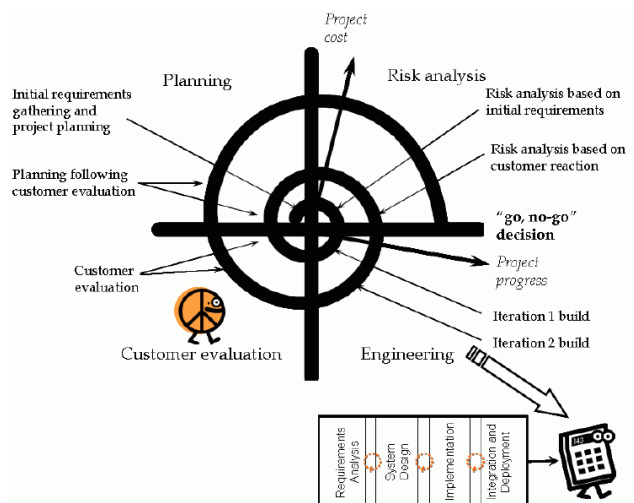 Project
cost
Planning
Risk analysis
Initial requirements
gathering and
project planning
Risk analysis based on
initial requirements
Planning following
customer evaluation
Risk analysis based on
customer reaction
"go, no-go"
decision
Project
progress
Customer
evaluation
Iteration 1 build
Iteration 2 build
Customer evaluation
Engineering
Requirements
Analysis
System
Design
Implementation
Integration and
Deployment
143